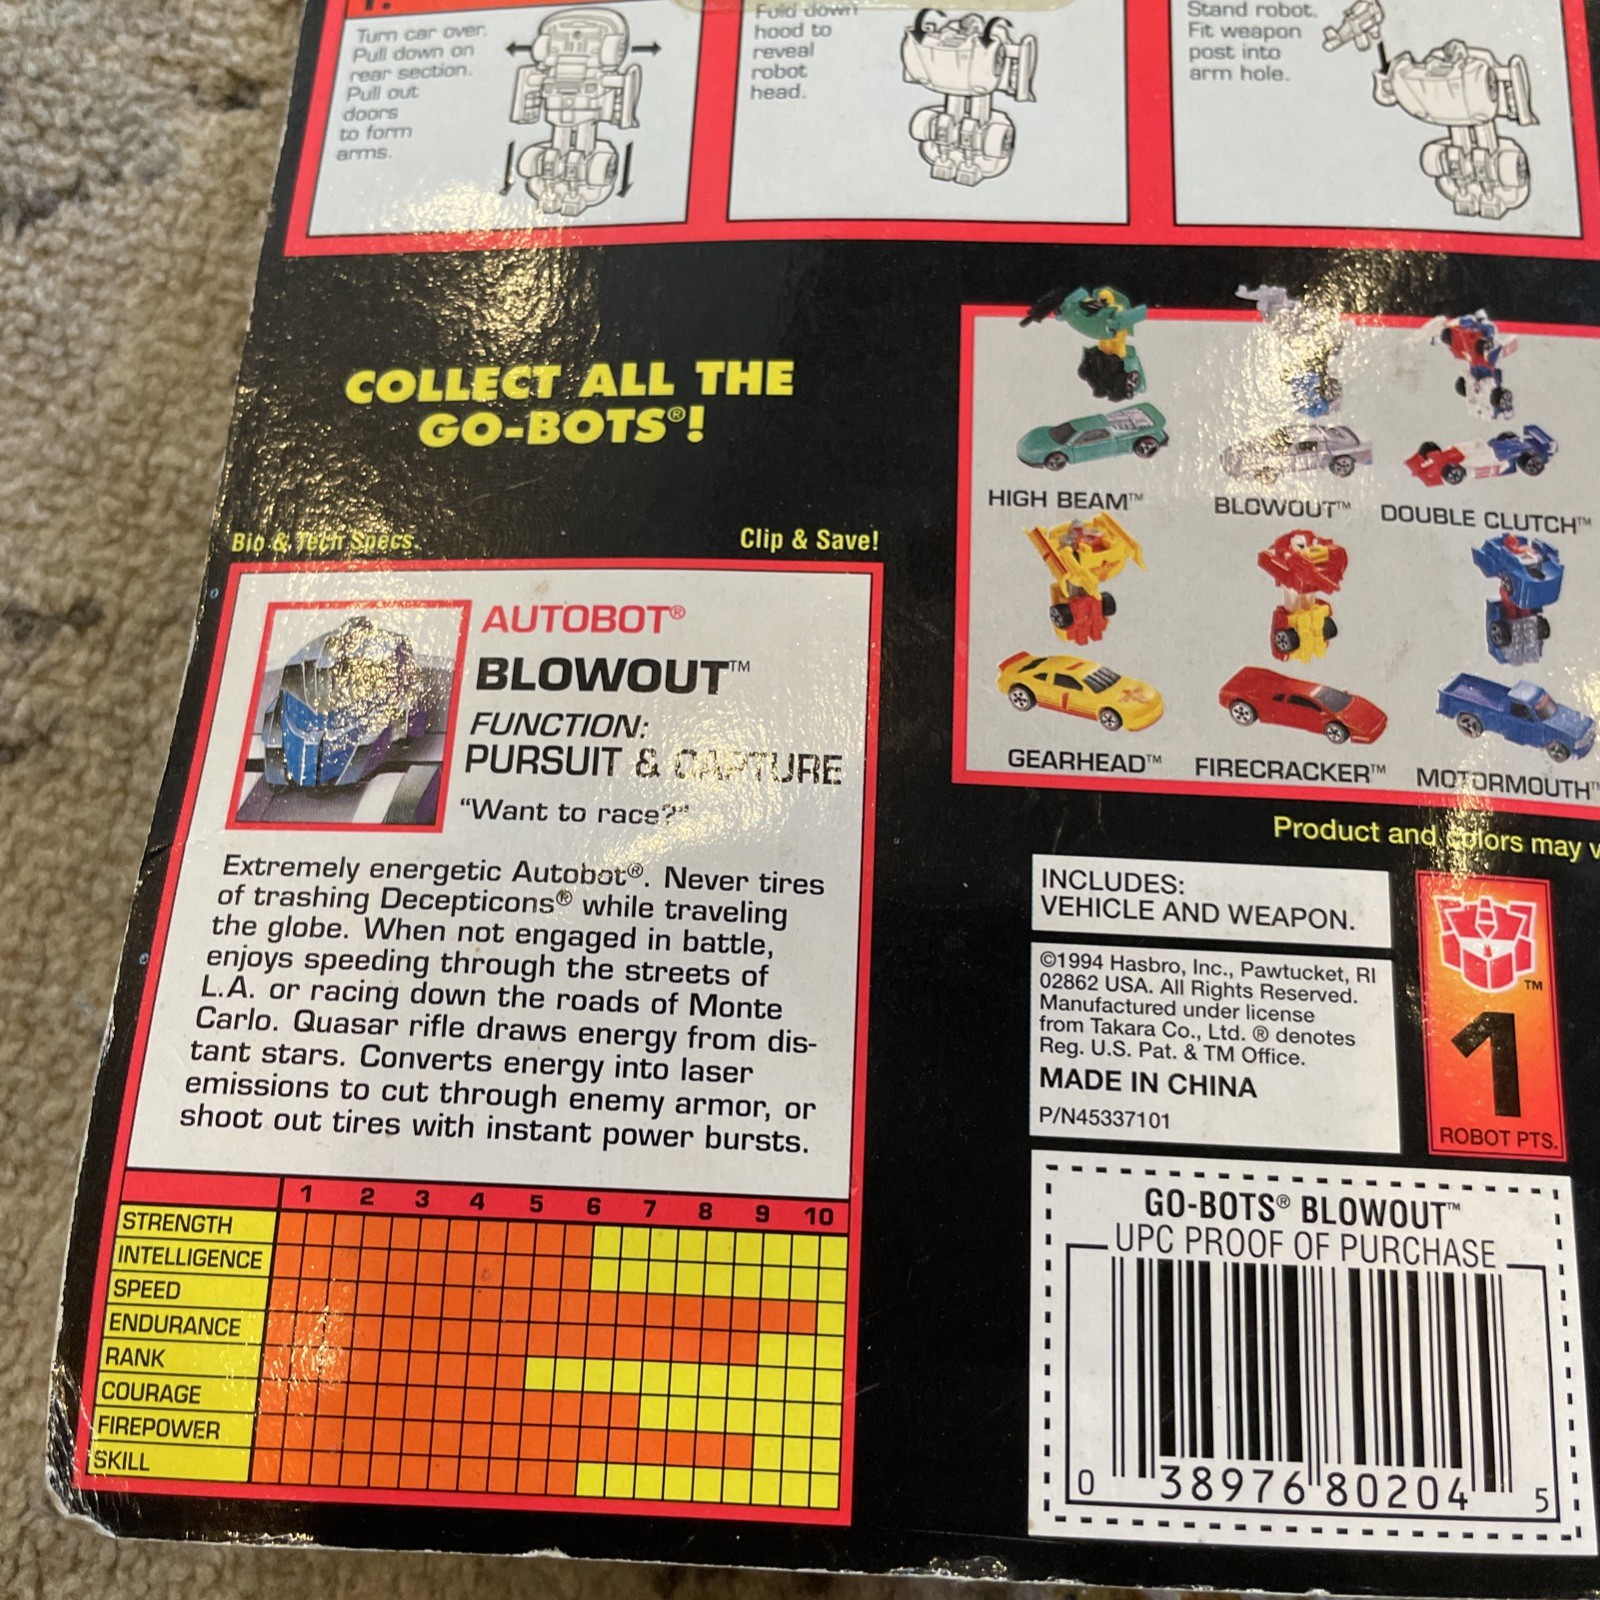 1.
Turn car over.
Pull down on
rear section.
Pull out
doors
to form
arms.
Fold down
hood to
reveal
robot
head.
Stand robot.
Fit weapon
post into
arm hole.
COLLECT ALL THE
GO-BOTS®!
HIGH BEAM™
BLOWOUT™
DOUBLE CLUTCH™
GEARHEAD™
FIRECRACKER™
MOTORMOUTH™
Product and colors may
Bio & Tech Specs
Clip & Save!
AUTOBOT®
BLOWOUT™
FUNCTION:
PURSUIT & CAPTURE
"Want to race?"
Extremely energetic Autobot®. Never tires
of trashing Decepticons® while traveling
the globe. When not engaged in battle,
enjoys speeding through the streets of
L.A. or racing down the roads of Monte
Carlo. Quasar rifle draws energy from dis-
tant stars. Converts energy into laser
emissions to cut through enemy armor, or
shoot out tires with instant power bursts.
1 2 3 4 5 6 7 8 9 10
STRENGTH
INTELLIGENCE
SPEED
ENDURANCE
RANK
COURAGE
FIREPOWER
SKILL
INCLUDES:
VEHICLE AND WEAPON.
©1994 Hasbro, Inc., Pawtucket, RI
02862 USA. All Rights Reserved.
Manufactured under license
from Takara Co., Ltd. ® denotes
Reg. U.S. Pat. & TM Office.
MADE IN CHINA
P/N45337101
TM
1
ROBOT PTS.
GO-BOTS® BLOWOUT™
UPC PROOF OF PURCHASE
0 38976 80204 5